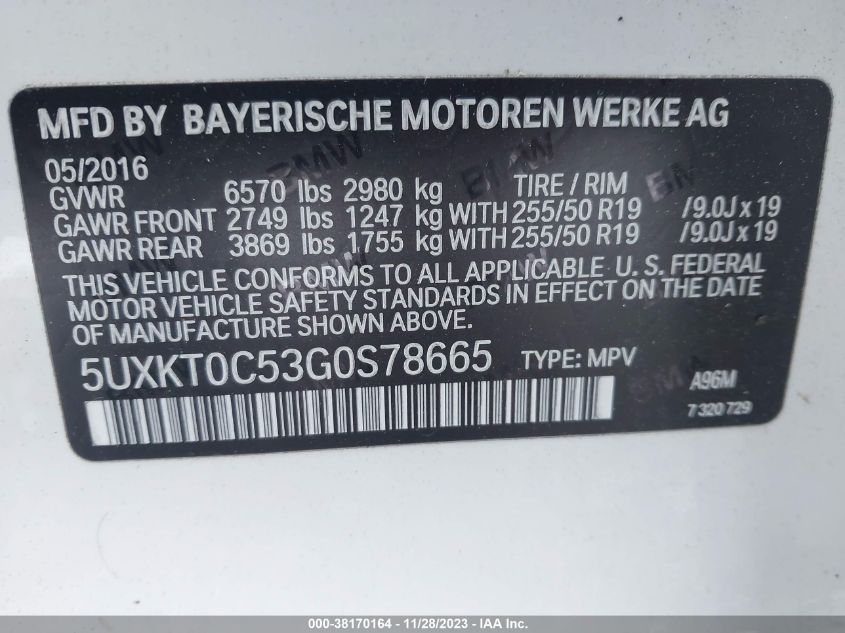 MFD BY BAYERISCHE MOTOREN WERKE AG
05/2016
GVWR 6570 lbs 2980 kg TIRE / RIM
GAWR FRONT 2749 lbs 1247 kg WITH 255/50 R19 /9.0J x 19
GAWR REAR 3869 lbs 1755 kg WITH 255/50 R19 /9.0J x 19
THIS VEHICLE CONFORMS TO ALL APPLICABLE U. S. FEDERAL
MOTOR VEHICLE SAFETY STANDARDS IN EFFECT ON THE DATE
OF MANUFACTURE SHOWN ABOVE.
5UXKT0C53G0S78665 TYPE: MPV
A96M
7 320 729
000-38170164 - 11/28/2023 - IAA Inc.